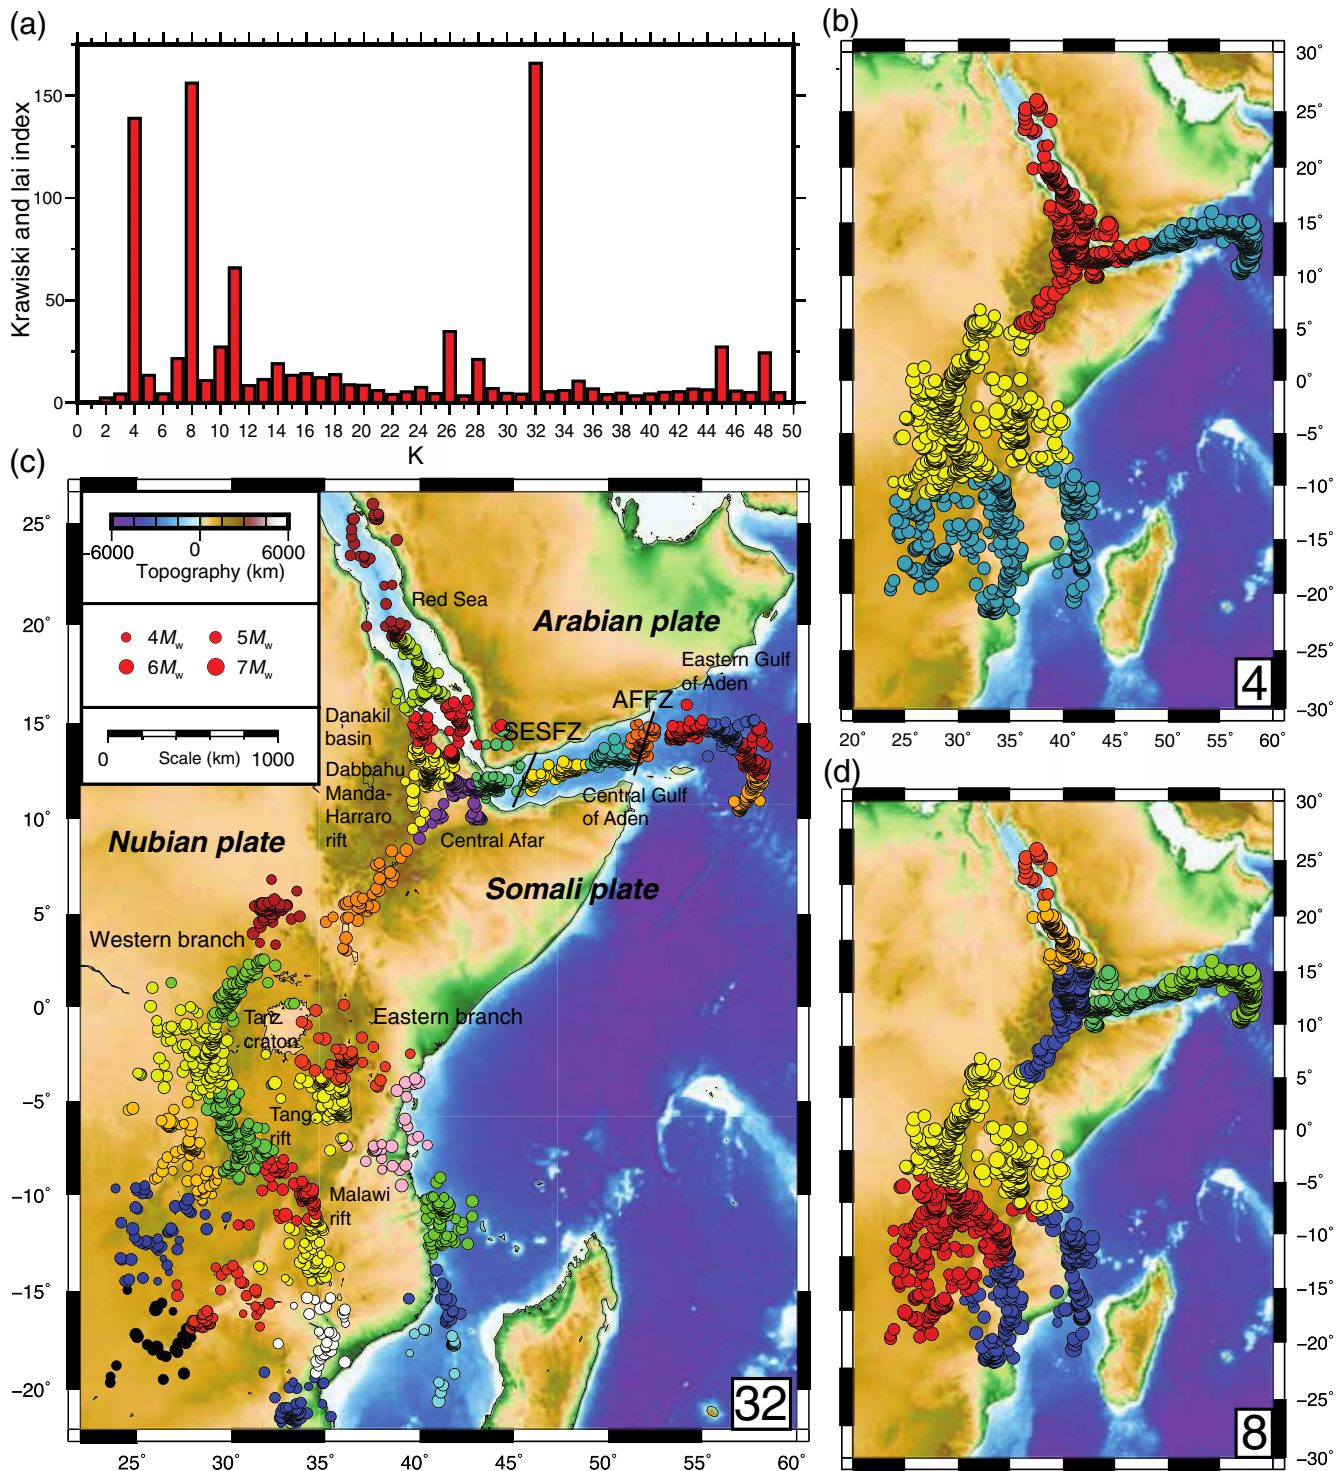 (a)
Krawiski and lai index
150
100
50
0
0 2 4 6 8 10 12 14 16 18 20 22 24 26 28 30 32 34 36 38 40 42 44 46 48 50
K
(b)
30°
25°
20°
15°
10°
5°
0°
−5°
−10°
−15°
−20°
−25°
−30°
4
20° 25° 30° 35° 40° 45° 50° 55° 60°
(c)
−6000 0 6000
Topography (km)
4Mw 5Mw
6Mw 7Mw
0 Scale (km) 1000
25°
20°
15°
10°
5°
0°
−5°
−10°
−15°
−20°
Red Sea
Arabian plate
Eastern Gulf
of Aden
AFFZ
SESFZ
Danakil
basin
Dabbahu
Manda-
Harraro
rift
Central Gulf
of Aden
Central Afar
Nubian plate
Somali plate
Western branch
Tanz
craton
Eastern branch
Tang.
rift
Malawi
rift
32
25° 30° 35° 40° 45° 50° 55° 60°
(d)
30°
25°
20°
15°
10°
5°
0°
−5°
−10°
−15°
−20°
−25°
−30°
8